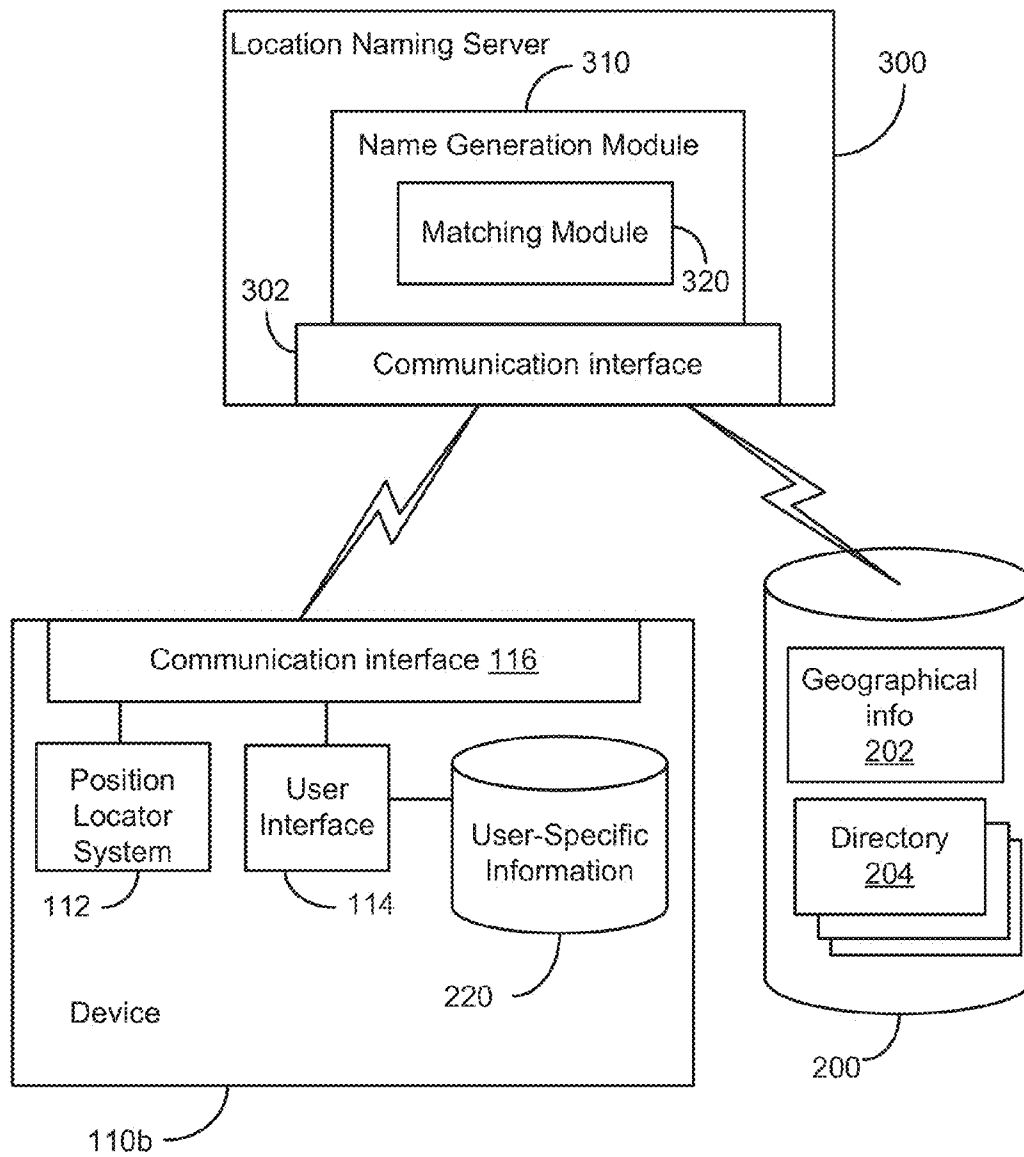 Location Naming Server
310
300
Name Generation Module
Matching Module
320
302
Communication interface
Communication interface 116
Geographical
info
202
Position
Locator
System
User
Interface
User-Specific
Information
Directory
204
112
114
220
Device
200
110b